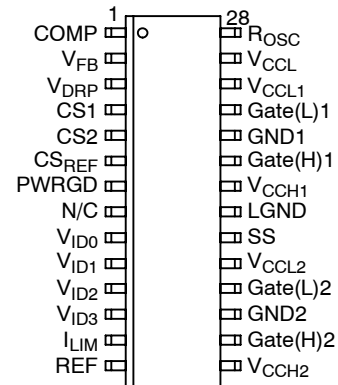 1 28
COMP ROSC
VFB VCCL
VDRP VCCL1
CS1 Gate(L)1
CS2 GND1
CSREF Gate(H)1
PWRGD VCCH1
N/C LGND
VID0 SS
VID1 VCCL2
VID2 Gate(L)2
VID3 GND2
ILIM Gate(H)2
REF VCCH2